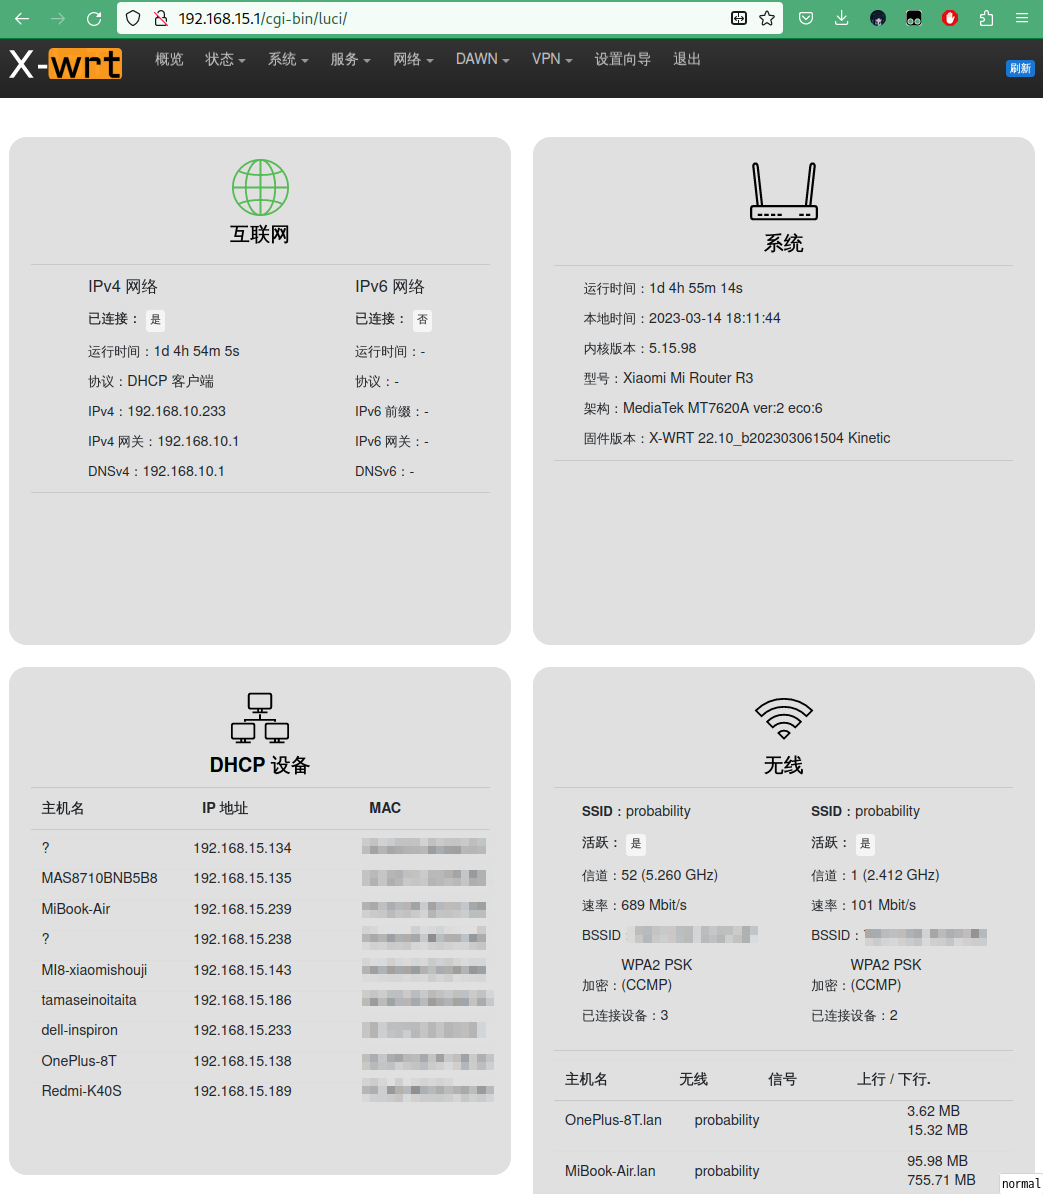 192.168.15.1/cgi-bin/luci/
X-wrt 概览 状态 系统 服务 网络 DAWN VPN 设置向导 退出 刷新
互联网
IPv4 网络 IPv6 网络
已连接： 是 已连接： 否
运行时间：1d 4h 54m 5s 运行时间：-
协议：DHCP 客户端 协议：-
IPv4：192.168.10.233 IPv6 前缀：-
IPv4 网关：192.168.10.1 IPv6 网关：-
DNSv4：192.168.10.1 DNSv6：-
系统
运行时间：1d 4h 55m 14s
本地时间：2023-03-14 18:11:44
内核版本：5.15.98
型号：Xiaomi Mi Router R3
架构：MediaTek MT7620A ver:2 eco:6
固件版本：X-WRT 22.10_b202303061504 Kinetic
DHCP 设备
主机名 IP 地址 MAC
? 192.168.15.134
MAS8710BNB5B8 192.168.15.135
MiBook-Air 192.168.15.239
? 192.168.15.238
MI8-xiaomishouji 192.168.15.143
tamaseinoitaita 192.168.15.186
dell-inspiron 192.168.15.233
OnePlus-8T 192.168.15.138
Redmi-K40S 192.168.15.189
无线
SSID：probability SSID：probability
活跃： 是 活跃： 是
信道：52 (5.260 GHz) 信道：1 (2.412 GHz)
速率：689 Mbit/s 速率：101 Mbit/s
BSSID BSSID：
WPA2 PSK WPA2 PSK
加密：(CCMP) 加密：(CCMP)
已连接设备：3 已连接设备：2
主机名 无线 信号 上行 / 下行.
3.62 MB
OnePlus-8T.lan probability
15.32 MB
95.98 MB
MiBook-Air.lan probability
755.71 MB
normal